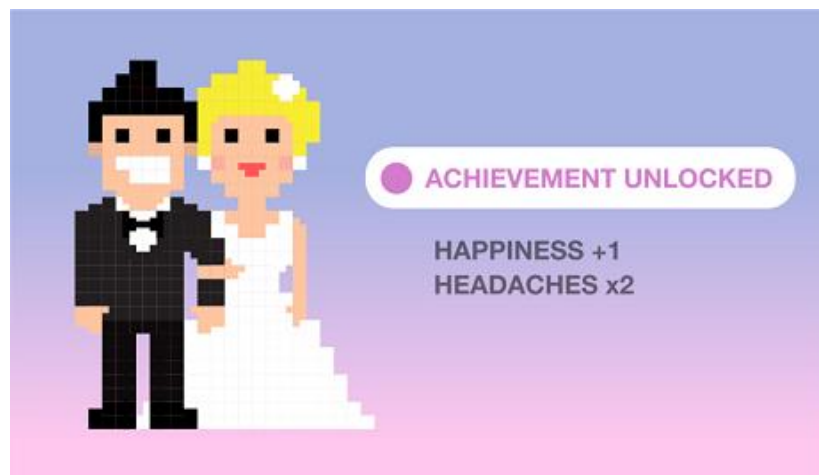 ACHIEVEMENT UNLOCKED
HAPPINESS +1
HEADACHES x2